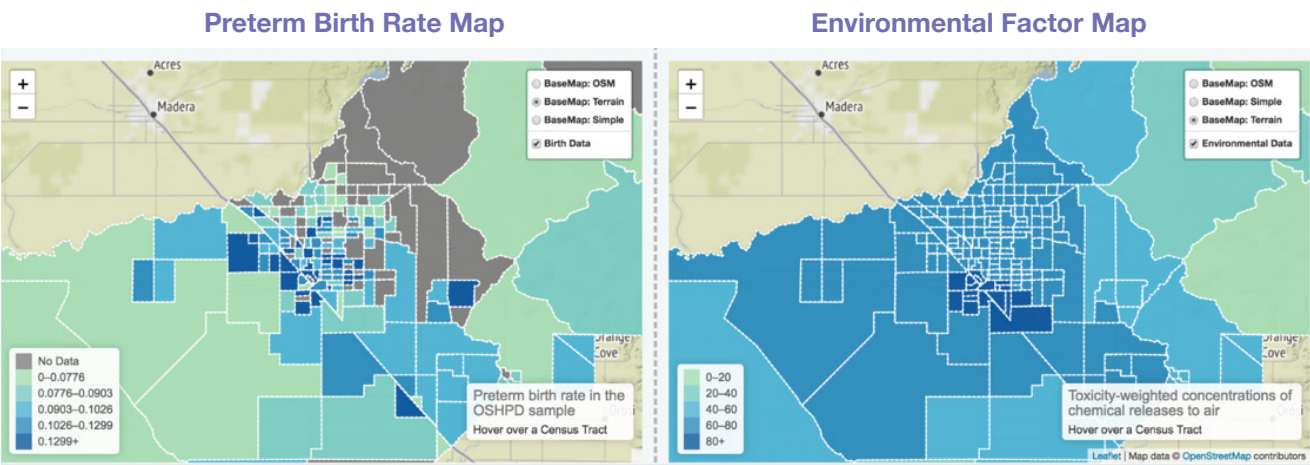 Preterm Birth Rate Map
Environmental Factor Map
+
−
Acres
Madera
BaseMap: OSM
BaseMap: Terrain
BaseMap: Simple
Birth Data
No Data
0–0.0776
0.0776–0.0903
0.0903–0.1026
0.1026–0.1299
0.1299+
Cove
Preterm birth rate in the
OSHPD sample
Hover over a Census Tract
+
−
Acres
Madera
BaseMap: OSM
BaseMap: Simple
BaseMap: Terrain
Environmental Data
0–20
20–40
40–60
60–80
80+
Orange
Cove
Toxicity-weighted concentrations of
chemical releases to air
Hover over a Census Tract
Leaflet | Map data © OpenStreetMap contributors